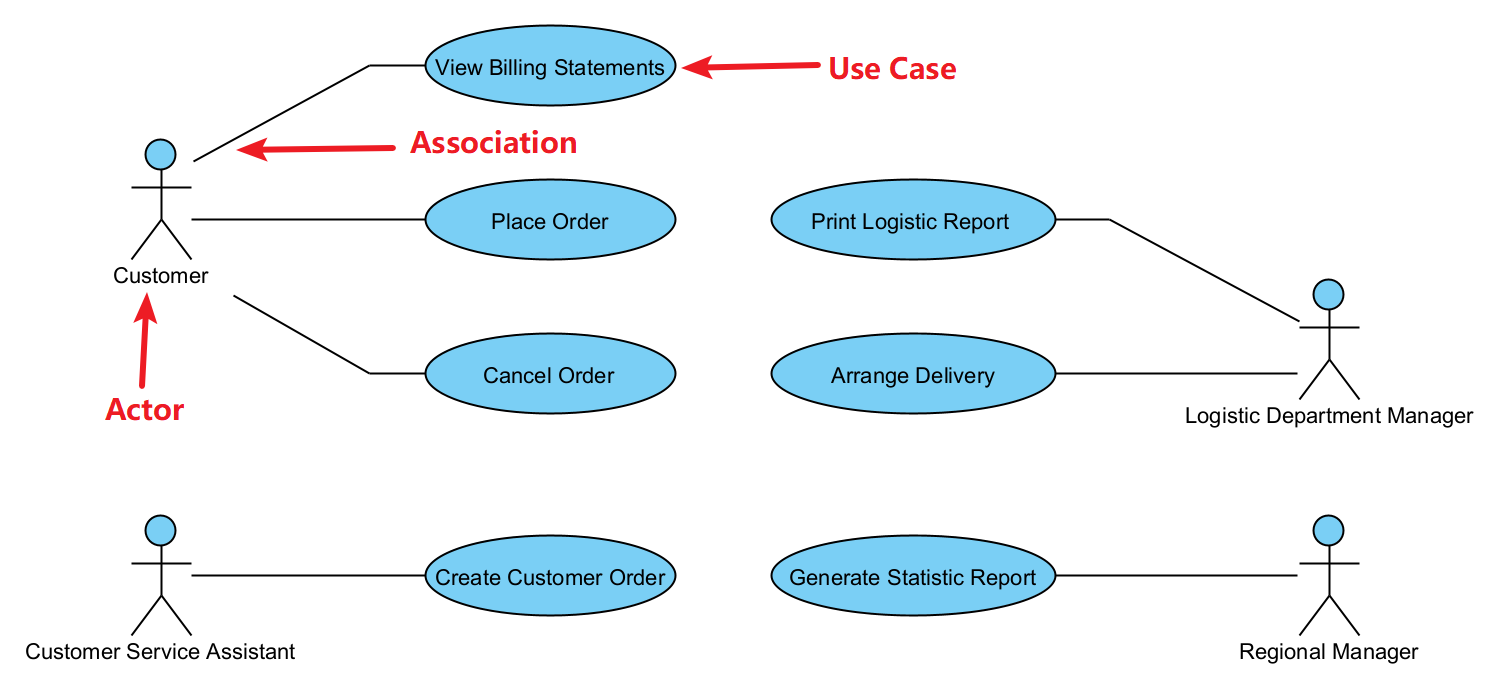 View Billing Statements
Use Case
Association
Place Order
Print Logistic Report
Customer
Cancel Order
Arrange Delivery
Actor
Logistic Department Manager
Create Customer Order
Generate Statistic Report
Customer Service Assistant
Regional Manager